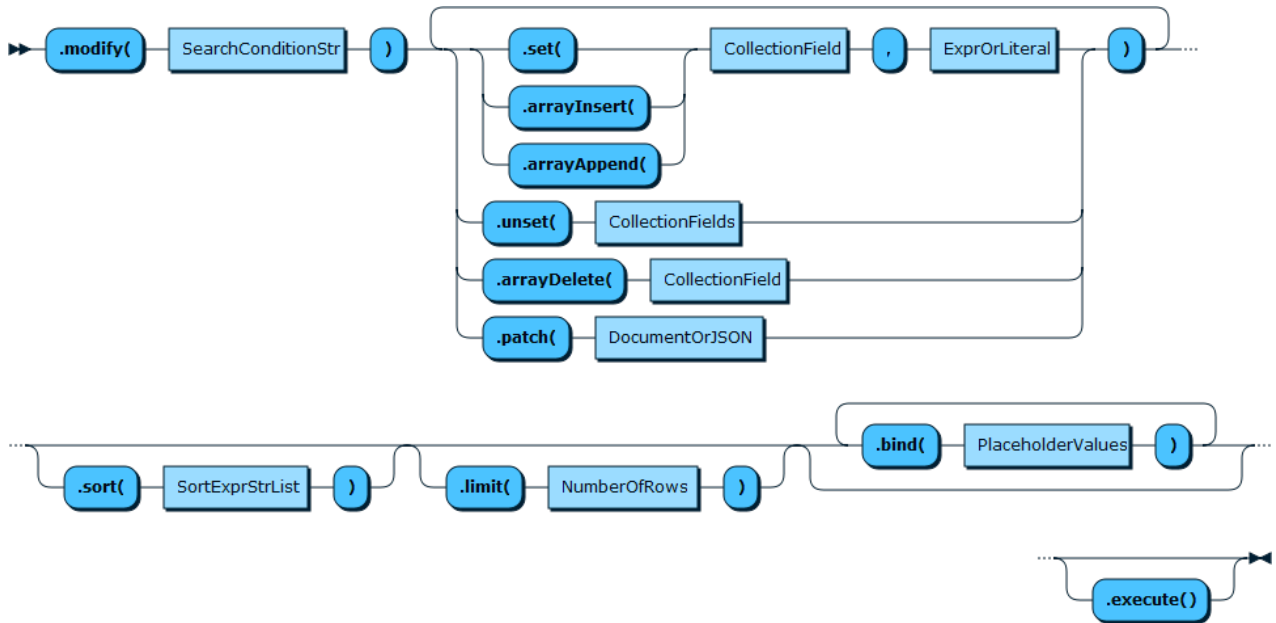 .modify( SearchConditionStr ) .set( CollectionField , ExprOrLiteral )
.arrayInsert(
.arrayAppend(
.unset( CollectionFields
.arrayDelete( CollectionField
.patch( DocumentOrJSON
.bind( PlaceholderValues )
.sort( SortExprStrList ) .limit( NumberOfRows )
.execute()